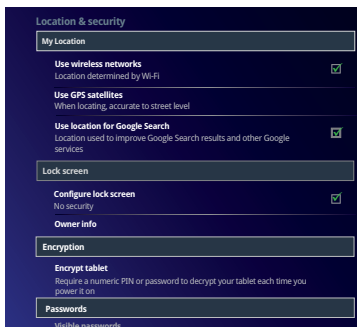 Location & security
My Location
Use wireless networks
Location determined by Wi-Fi
Use GPS satellites
When locating, accurate to street level
Use location for Google Search
Location used to improve Google Search results and other Google
services
Lock screen
Configure lock screen
No security
Owner info
Encryption
Encrypt tablet
Require a numeric PIN or password to decrypt your tablet each time you
power it on
Passwords
Visible passwords